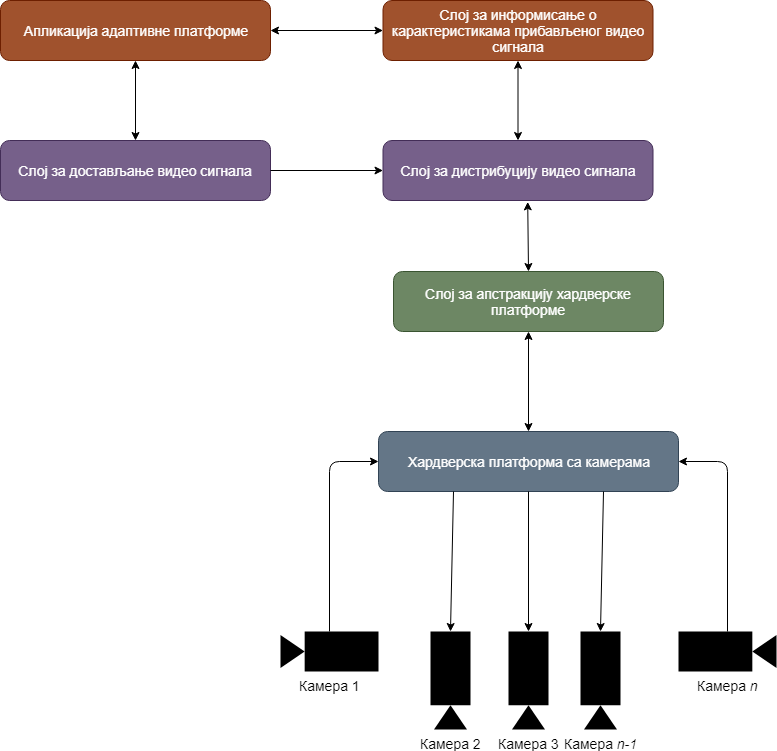 Апликација адаптивне платформе
Слој за информисање о
карактеристикама прибављеног видео
сигнала
Слој за достављање видео сигнала
Слој за дистрибуцију видео сигнала
Слој за апстракцију хардверске
платформе
Хардверска платформа са камерама
Камера 1
Камера n
Камера 2
Камера 3
Камера n-1